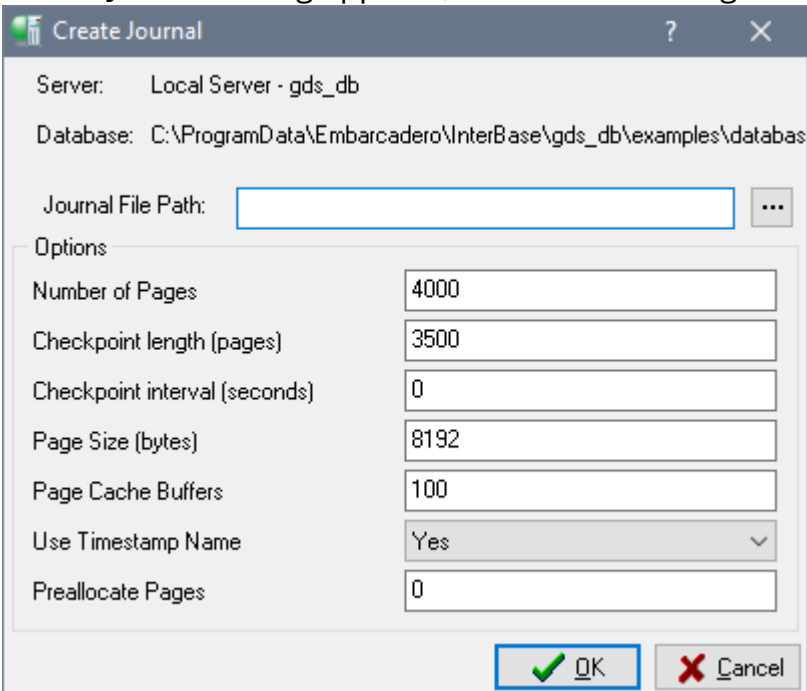 Create Journal ? ×
Server: Local Server - gds_db
Database: C:\ProgramData\Embarcadero\InterBase\gds_db\examples\databas
Journal File Path: ...
Options
Number of Pages 4000
Checkpoint length (pages) 3500
Checkpoint interval (seconds) 0
Page Size (bytes) 8192
Page Cache Buffers 100
Use Timestamp Name Yes
Preallocate Pages 0
OK Cancel